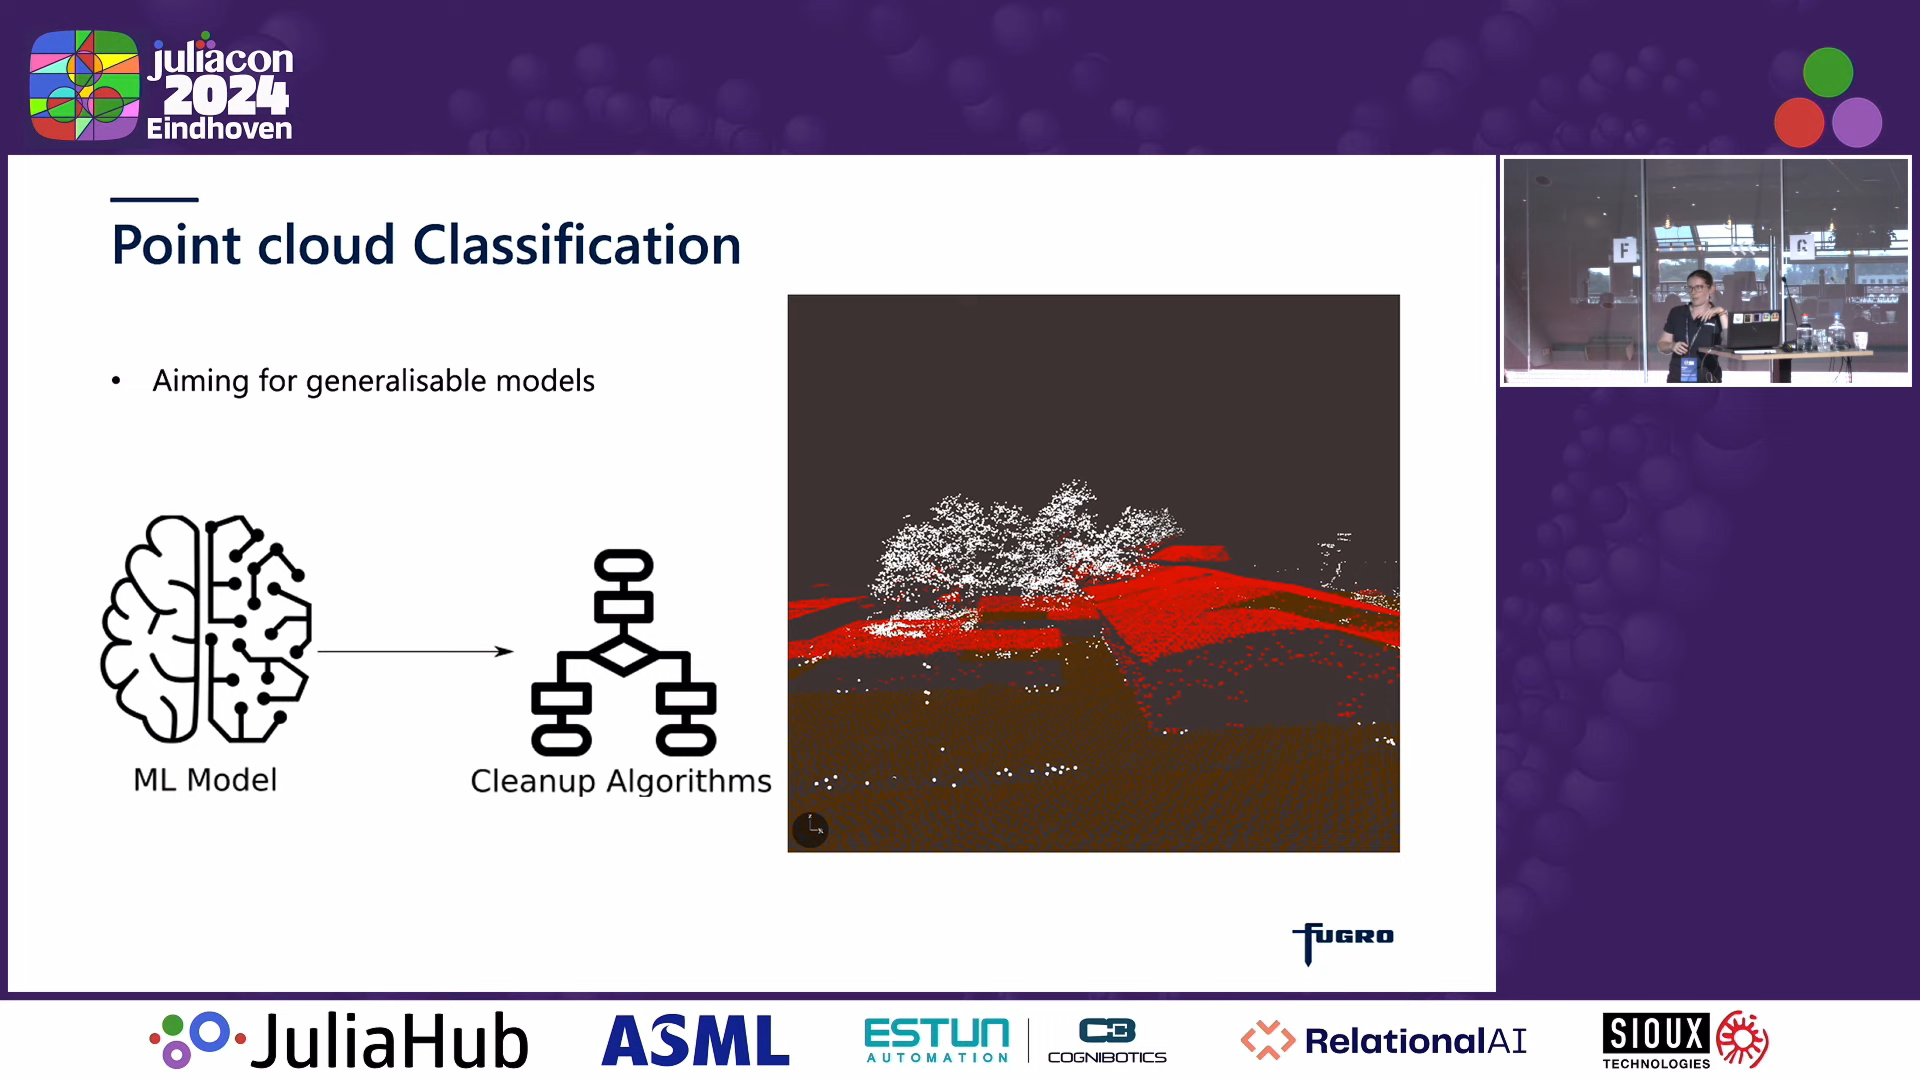 juliacon
2024
Eindhoven
Point cloud Classification
• Aiming for generalisable models
ML Model
Cleanup Algorithms
z
x
FUGRO
F
JuliaHub
ASML
ESTUN
AUTOMATION
COGNIBOTICS
RelationalAI
SIOUX
TECHNOLOGIES